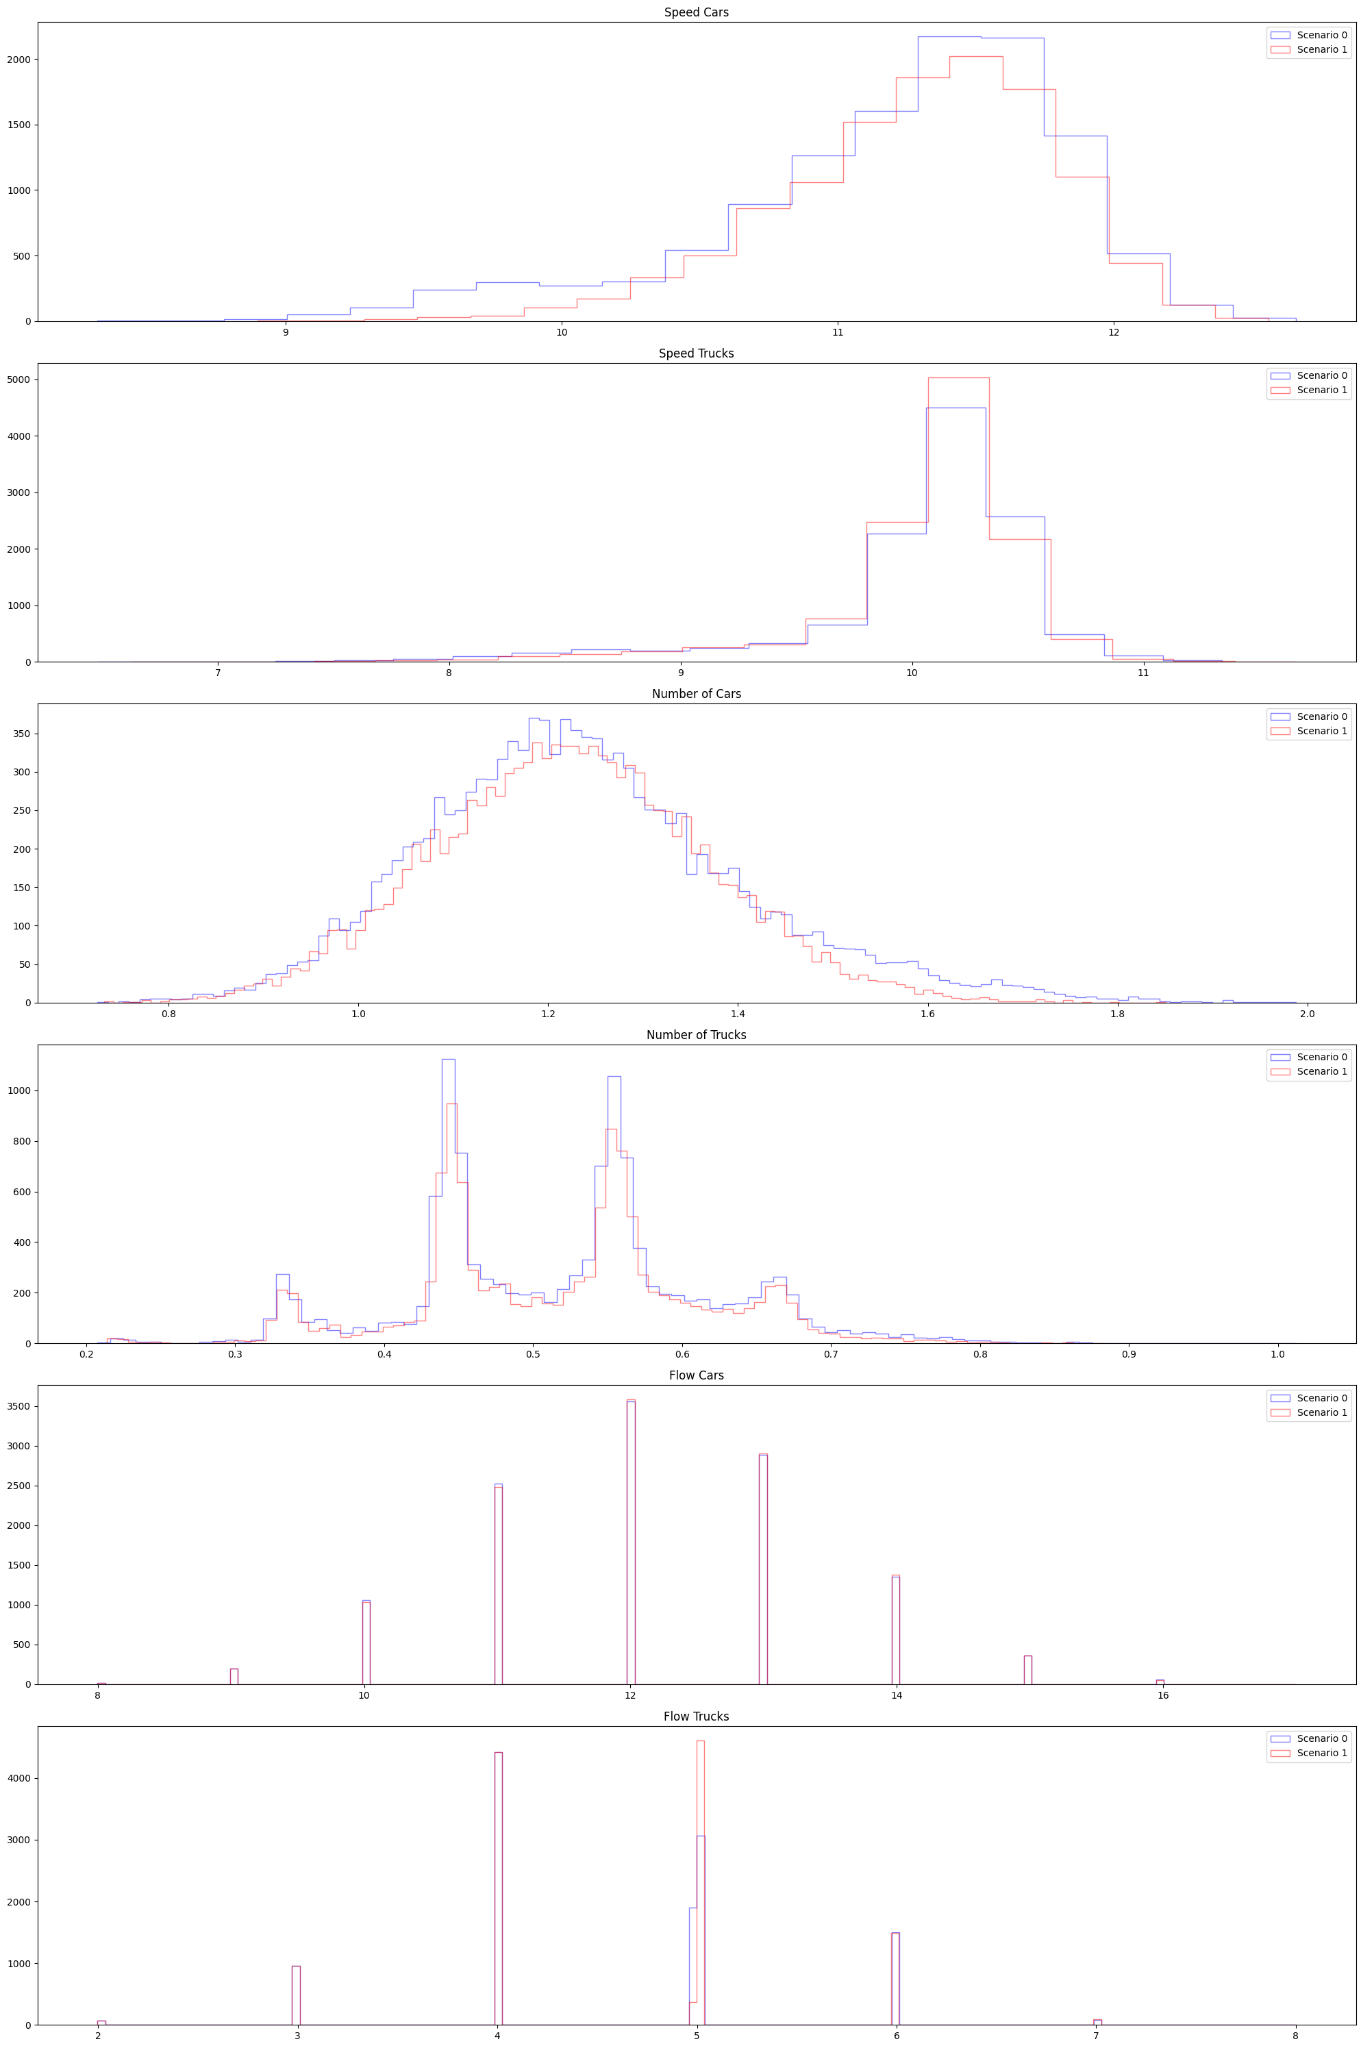 Speed Cars
Scenario 0
Scenario 1
2000
1500
1000
500
0
9 10 11 12
Speed Trucks
Scenario 0
Scenario 1
5000
4000
3000
2000
1000
0
7 8 9 10 11
Number of Cars
Scenario 0
Scenario 1
350
300
250
200
150
100
50
0
0.8 1.0 1.2 1.4 1.6 1.8 2.0
Number of Trucks
Scenario 0
Scenario 1
1000
800
600
400
200
0
0.2 0.3 0.4 0.5 0.6 0.7 0.8 0.9 1.0
Flow Cars
Scenario 0
Scenario 1
3500
3000
2500
2000
1500
1000
500
0
8 10 12 14 16
Flow Trucks
Scenario 0
Scenario 1
4000
3000
2000
1000
0
2 3 4 5 6 7 8